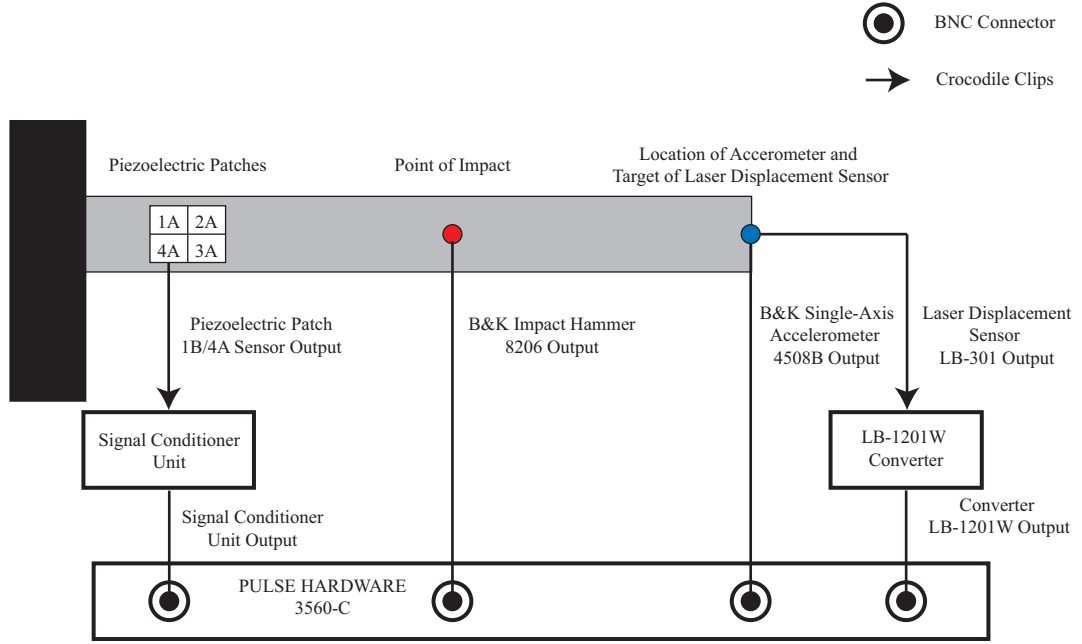 BNC Connector
Crocodile Clips
Piezoelectric Patches
Point of Impact
Location of Accerometer and
Target of Laser Displacement Sensor
1A 2A
4A 3A
Piezoelectric Patch
1B/4A Sensor Output
B&K Impact Hammer
8206 Output
B&K Single-Axis
Accelerometer
4508B Output
Laser Displacement
Sensor
LB-301 Output
Signal Conditioner
Unit
LB-1201W
Converter
Signal Conditioner
Unit Output
Converter
LB-1201W Output
PULSE HARDWARE
3560-C